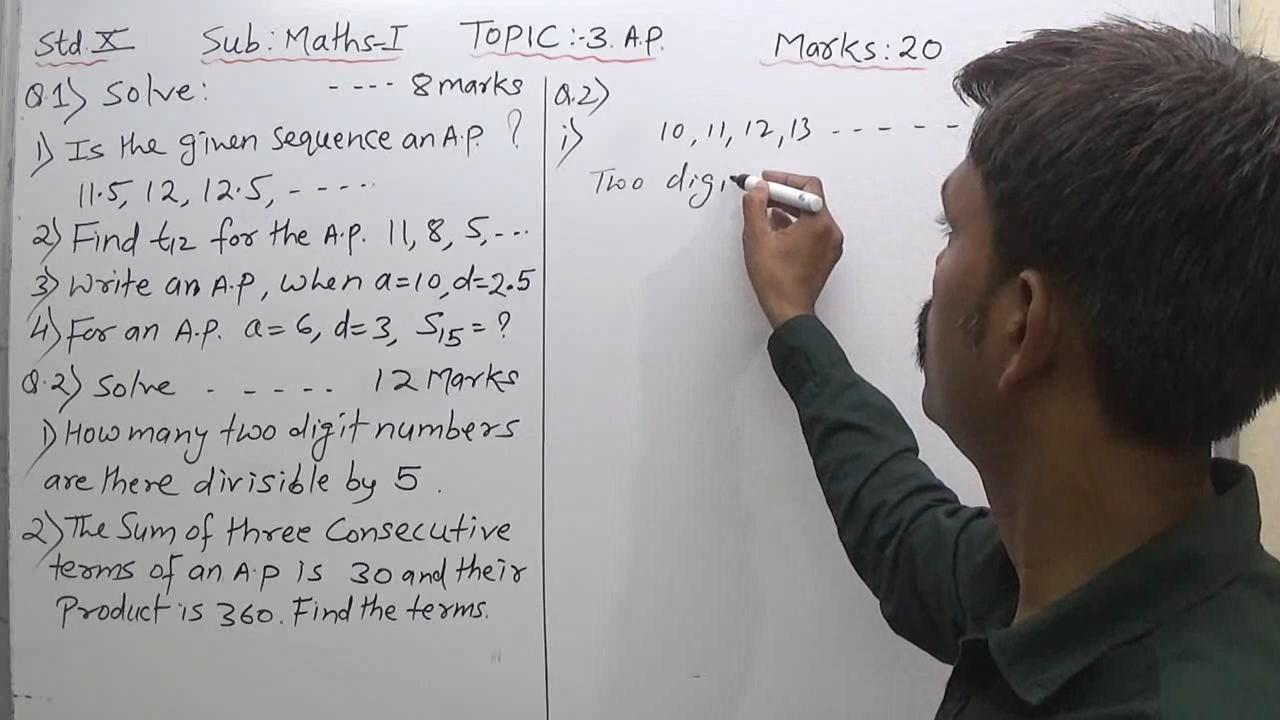 Std. X Sub: Maths-I TOPIC:-3. A.P. Marks: 20
Q.1) Solve: ---- 8 marks
1) Is the given sequence an A.P. ?
11.5, 12, 12.5, -----
2) Find t12 for the A.P. 11, 8, 5, ---
3) Write an A.P, when a=10, d=2.5
4) For an A.P. a=6, d=3, S15=?
Q.2) Solve ----- 12 Marks
1) How many two digit numbers
are there divisible by 5.
2) The Sum of three Consecutive
terms of an A.P is 30 and their
Product is 360. Find the terms.
Q.2)
i) 10, 11, 12, 13 -----
Two digi